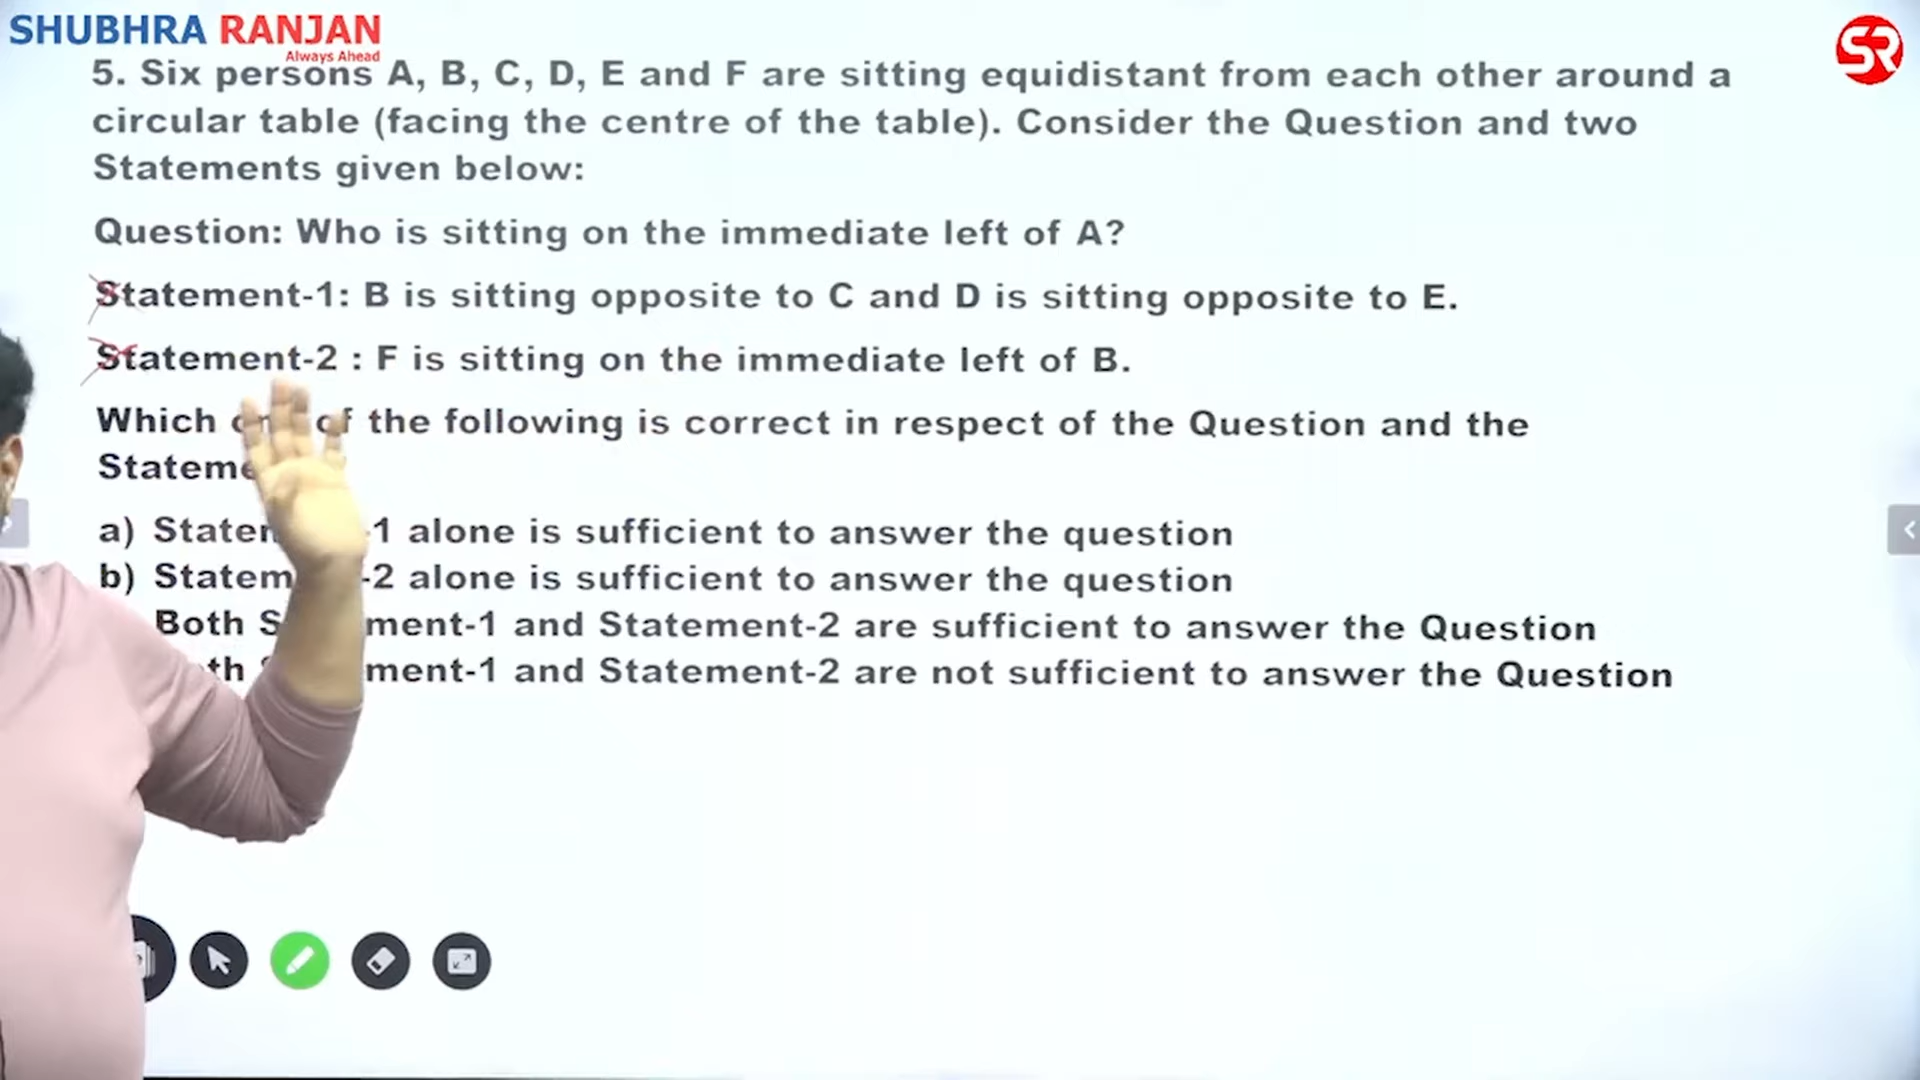 SHUBHRA RANJAN
Always Ahead
SR
5. Six persons A, B, C, D, E and F are sitting equidistant from each other around a
circular table (facing the centre of the table). Consider the Question and two
Statements given below:
Question: Who is sitting on the immediate left of A?
Statement-1: B is sitting opposite to C and D is sitting opposite to E.
Statement-2 : F is sitting on the immediate left of B.
Which of the following is correct in respect of the Question and the
a) -1 alone is sufficient to answer the question
b) -2 alone is sufficient to answer the question
Both ment-1 and Statement-2 are sufficient to answer the Question
ment-1 and Statement-2 are not sufficient to answer the Question